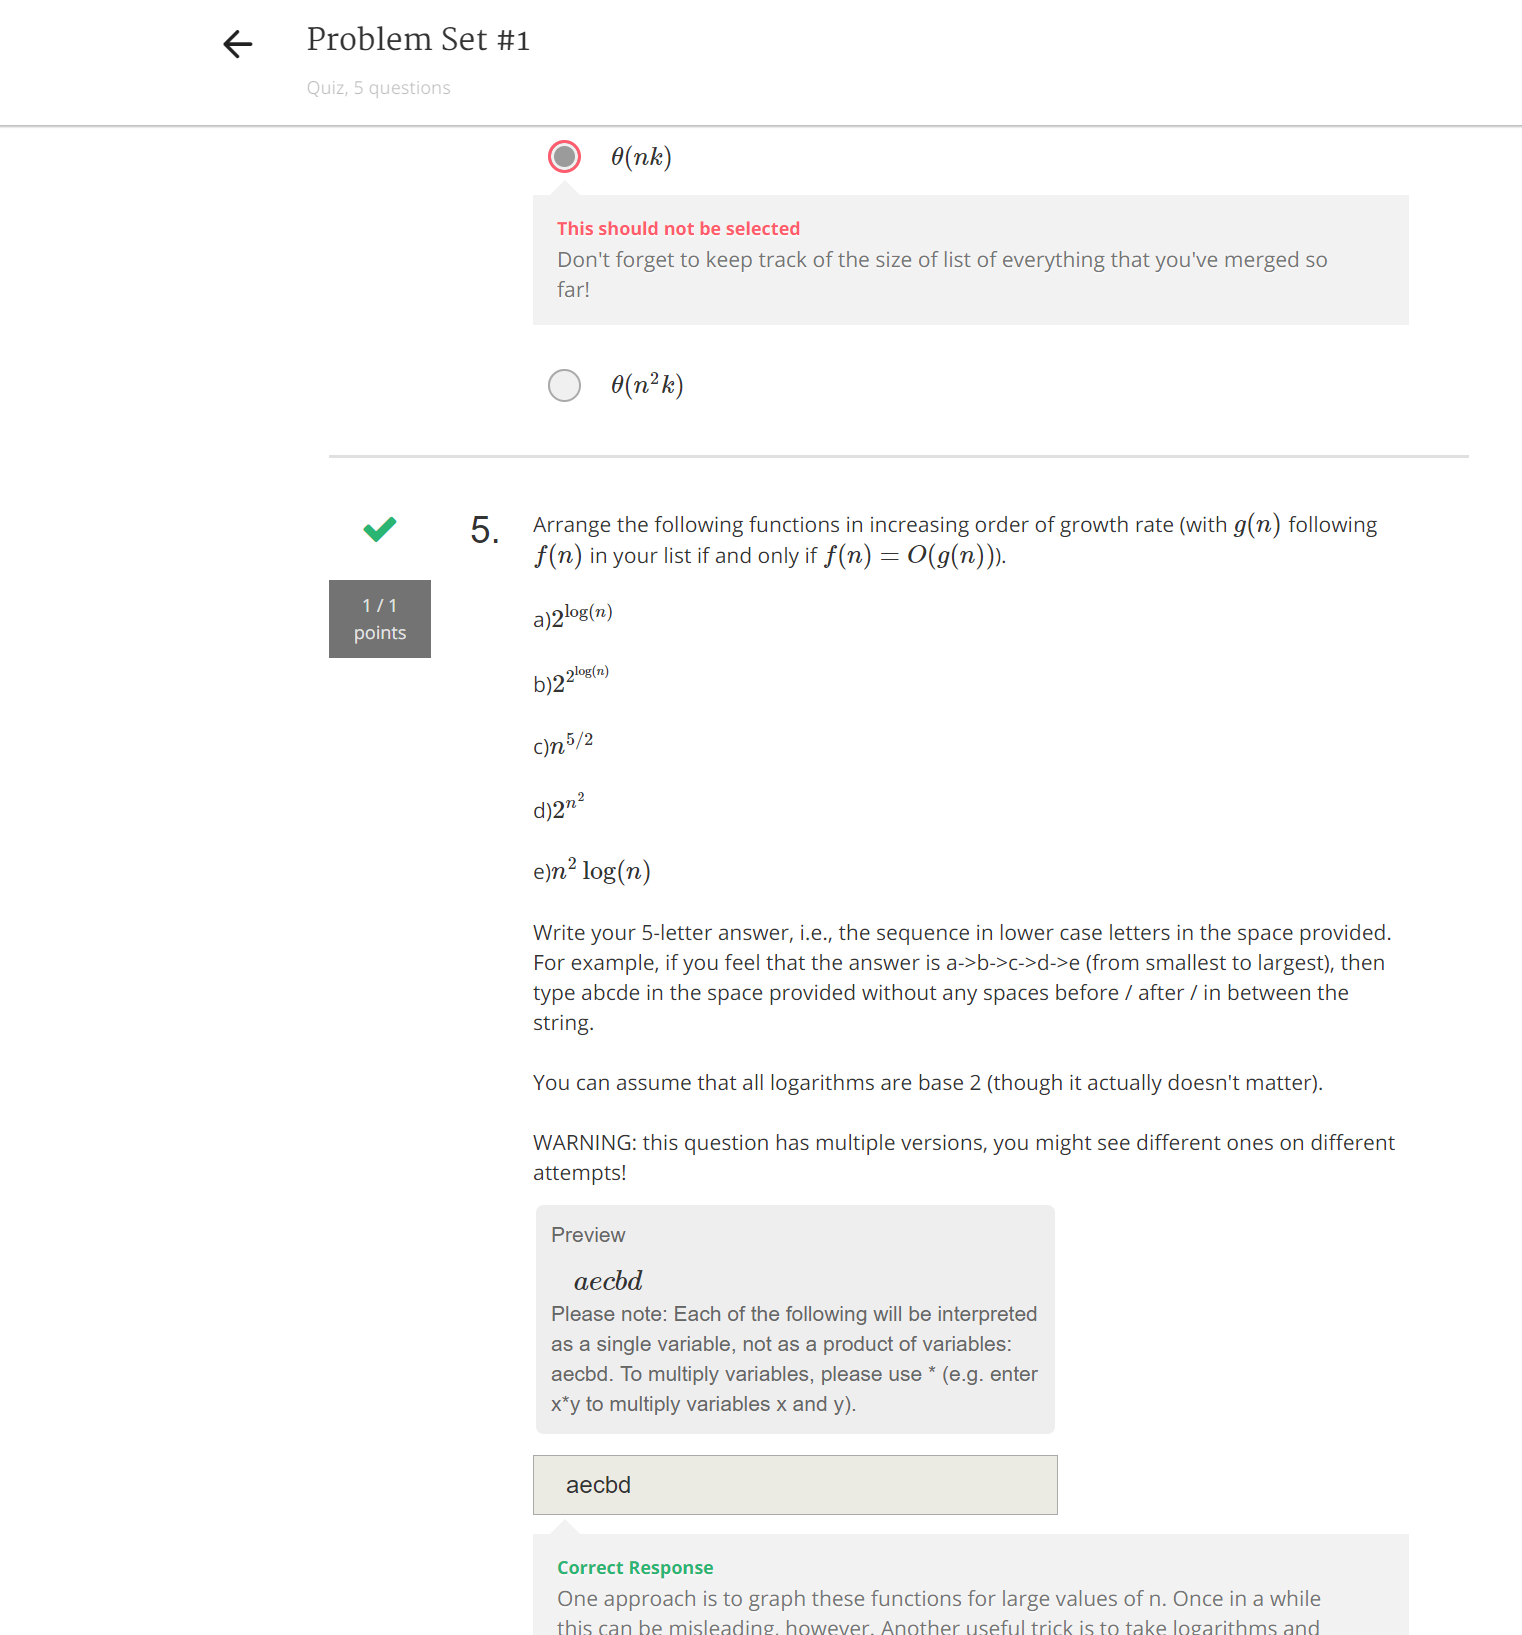 Problem Set #1
Quiz, 5 questions
θ(nk)
This should not be selected
Don't forget to keep track of the size of list of everything that you've merged so
far!
θ(n²k)
5.
Arrange the following functions in increasing order of growth rate (with g(n) following
f(n) in your list if and only if f(n) = O(g(n))).
1 / 1
points
a)2^{log(n)}
b)2^{2^{log(n)}}
c)n^{5/2}
d)2^{n^2}
e)n² log(n)
Write your 5-letter answer, i.e., the sequence in lower case letters in the space provided.
For example, if you feel that the answer is a->b->c->d->e (from smallest to largest), then
type abcde in the space provided without any spaces before / after / in between the
string.
You can assume that all logarithms are base 2 (though it actually doesn't matter).
WARNING: this question has multiple versions, you might see different ones on different
attempts!
Preview
aecbd
Please note: Each of the following will be interpreted
as a single variable, not as a product of variables:
aecbd. To multiply variables, please use * (e.g. enter
x*y to multiply variables x and y).
aecbd
Correct Response
One approach is to graph these functions for large values of n. Once in a while
this can be misleading, however. Another useful trick is to take logarithms and